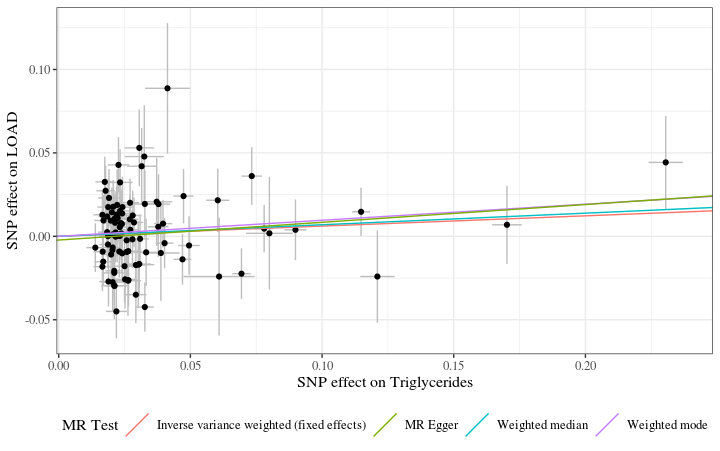 0.10
0.05
0.00
-0.05
SNP effect on LOAD
0.00
0.05
0.10
0.15
0.20
SNP effect on Triglycerides
MR Test
Inverse variance weighted (fixed effects)
MR Egger
Weighted median
Weighted mode